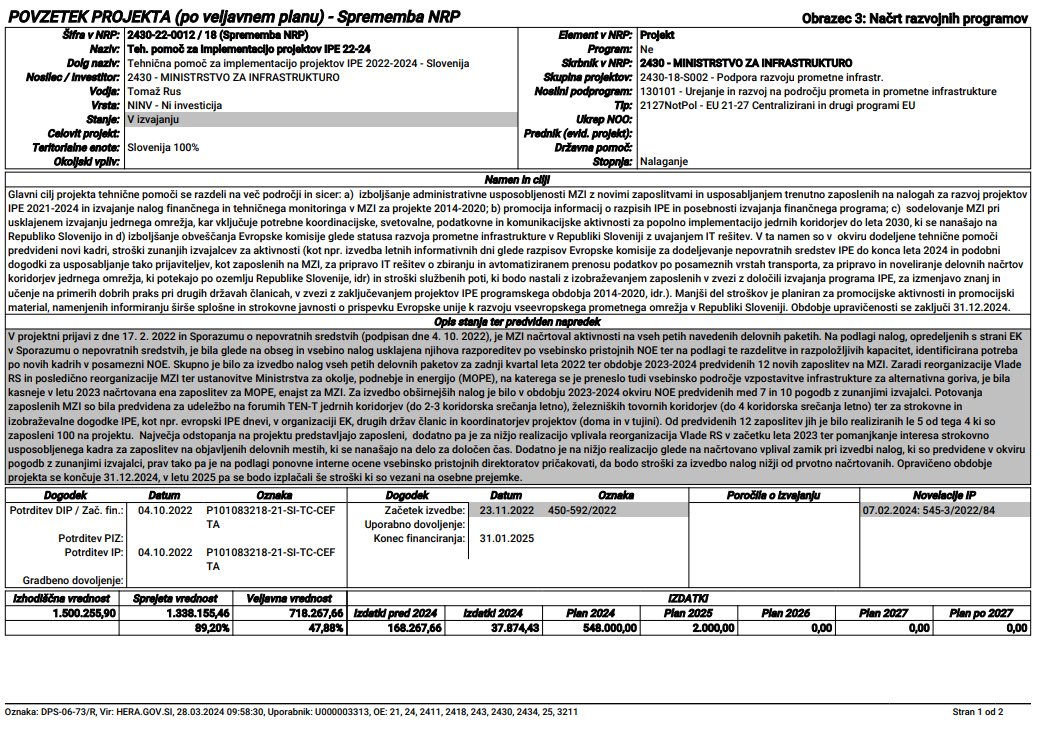 POVZETEK PROJEKTA (po veljavnem planu) - Sprememba NRP
Obrazec 3: Načrt razvojnih programov
Šifra v NRP: 2430-22-0012 / 18 (Sprememba NRP)
Naziv: Teh. pomoč za implementacijo projektov IPE 22-24
Dolg naziv: Tehnična pomoč za implementacijo projektov IPE 2022-2024 - Slovenija
Nosilec / Investitor: 2430 - MINISTRSTVO ZA INFRASTRUKTURO
Vodja: Tomaž Rus
Vrsta: NINV - Ni investicija
Stanje: V izvajanju
Celovit projekt:
Teritorialne enote: Slovenija 100%
Okoljski vpliv:
Element v NRP: Projekt
Program: Ne
Skrbnik v NRP: 2430 - MINISTRSTVO ZA INFRASTRUKTURO
Skupina projektov: 2430-18-S002 - Podpora razvoju prometne infrastr.
Noslini podprogram: 130101 - Urejanje in razvoj na področju prometa in prometne infrastrukture
Tip: 2127NotPol - EU 21-27 Centralizirani in drugi programi EU
Ukrep NOO:
Prednik (evid. projekt):
Državna pomoč:
Stopnja: Nalaganje
Namen in cilji
Glavni cilj projekta tehnične pomoči se razdeli na več področji in sicer: a) izboljšanje administrativne usposobljenosti MZI z novimi zaposlitvami in usposabljanjem trenutno zaposlenih na nalogah za razvoj projektov
IPE 2021-2024 in izvajanje nalog finančnega in tehničnega monitoringa v MZI za projekte 2014-2020; b) promocija informacij o razpisih IPE in posebnosti izvajanja finančnega programa; c) sodelovanje MZI pri
usklajenem izvajanju jedrnega omrežja, kar vključuje potrebne koordinacijske, svetovalne, podatkovne in komunikacijske aktivnosti za popolno implementacijo jedrnih koridorjev do leta 2030, ki se nanašajo na
Republiko Slovenijo in d) izboljšanje obveščanja Evropske komisije glede statusa razvoja prometne infrastrukture v Republiki Sloveniji z uvajanjem IT rešitev. V ta namen so v okviru dodeljene tehnične pomoči
predvideni novi kadri, stroški zunanjih izvajalcev za aktivnosti (kot npr. izvedba letnih informativnih dni glede razpisov Evropske komisije za dodeljevanje nepovratnih sredstev IPE do konca leta 2024 in podobni
dogodki za usposabljanje tako prijaviteljev, kot zaposlenih na MZI, za pripravo IT rešitev o zbiranju in avtomatiziranem prenosu podatkov po posameznih vrstah transporta, za pripravo in noveliranje delovnih načrtov
koridorjev jedrnega omrežja, ki potekajo po ozemlju Republike Slovenije, idr) in stroški službenih poti, ki bodo nastali z izobraževanjem zaposlenih v zvezi z določili izvajanja programa IPE, za izmenjavo znanj in
učenje na primerih dobrih praks pri drugih državah članicah, v zvezi z zaključevanjem projektov IPE programskega obdobja 2014-2020, idr.). Manjši del stroškov je planiran za promocijske aktivnosti in promocijski
material, namenjenih informiranju širše splošne in strokovne javnosti o prispevku Evropske unije k razvoju vseevropskega prometnega omrežja v Republiki Sloveniji. Obdobje upravičenosti se zaključi 31.12.2024.
Opis stanja ter predviden napredek
V projektni prijavi z dne 17. 2. 2022 in Sporazumu o nepovratnih sredstvih (podpisan dne 4. 10. 2022), je MZI načrtoval aktivnosti na vseh petih navedenih delovnih paketih. Na podlagi nalog, opredeljenih s strani EK
v Sporazumu o nepovratnih sredstvih, je bila glede na obseg in vsebino nalog usklajena njihova razporeditev po vsebinsko pristojnih NOE ter na podlagi te razdelitve in razpoložljivih kapacitet, identificirana potreba
po novih kadrih v posamezni NOE. Skupno je bilo za izvedbo nalog vseh petih delovnih paketov za zadnji kvartal leta 2022 ter obdobje 2023-2024 predvidenih 12 novih zaposlitev na MZI. Zaradi reorganizacije Vlade
RS in posledično reorganizacije MZI ter ustanovitve Ministrstva za okolje, podnebje in energijo (MOPE), na katerega se je preneslo tudi vsebinsko področje vzpostavitve infrastrukture za alternativna goriva, je bila
kasneje v letu 2023 načrtovana ena zaposlitev za MOPE, enajst za MZI. Za izvedbo obširnejših nalog je bilo v obdobju 2023-2024 okviru NOE predvidenih med 7 in 10 pogodb z zunanjimi izvajalci. Potovanja
zaposlenih MZI so bila predvidena za udeležbo na forumih TEN-T jedrnih koridorjev (do 2-3 koridorska srečanja letno), železniških tovornih koridorjev (do 4 koridorska srečanja letno) ter za strokovne in
izobraževalne dogodke IPE, kot npr. evropski IPE dnevi, v organizaciji EK, drugih držav članic in koordinatorjev projektov (doma in v tujini). Od predvidenih 12 zaposlitev jih je bilo realiziranih le 5 od tega 4 ki so
zaposleni 100 na projektu. Največja odstopanja na projektu predstavljajo zaposleni, dodatno pa je za nižjo realizacijo vplivala reorganizacija Vlade RS v začetku leta 2023 ter pomanjkanje interesa strokovno
usposobljenega kadra za zaposlitev na objavljenih delovnih mestih, ki se vanašajo na delo za določen čas. Dodatno je na nižjo realizacijo glede na načrtovano vplival zamik pri izvedbi nalog, ki so predvidene v okviru
pogodb z zunanjimi izvajalci, prav tako pa je na podlagi ponovne interne ocene vsebinsko pristojnih direktoratov pričakovati, da bodo stroški za izvedbo nalog nižji od prvotno načrtovanih. Opravičeno obdobje
projekta se končuje 31.12.2024, v letu 2025 pa se bodo izplačali še stroški ki so vezani na osebne prejemke.
Dogodek Datum Oznaka Dogodek Datum Oznaka Poročila o izvajanju Novelacije IP
Potrditev DIP / Zač. fin.: 04.10.2022 P101083218-21-SI-TC-CEF Začetek izvedbe: 23.11.2022 450-592/2022 07.02.2024: 545-3/2022/84
TA Uporabno dovoljenje:
Potrditev PIZ: Konec financiranja: 31.01.2025
Potrditev IP: 04.10.2022 P101083218-21-SI-TC-CEF
TA
Gradbeno dovoljenje:
Izhodiščna vrednost Sprejeta vrednost Veljavna vrednost IZDATKI
1.500.255,90 1.338.155,46 718.267,66 Izdatki pred 2024 Izdatki 2024 Plan 2024 Plan 2025 Plan 2026 Plan 2027 Plan po 2027
89,20% 47,88% 168.267,66 37.874,43 548.000,00 2.000,00 0,00 0,00 0,00
Oznaka: DPS-06-73/R, Vir: HERA.GOV.SI, 28.03.2024 09:58:30, Uporabnik: U000003313, OE: 21, 24, 2411, 2418, 243, 2430, 2434, 25, 3211
Stran 1 od 2